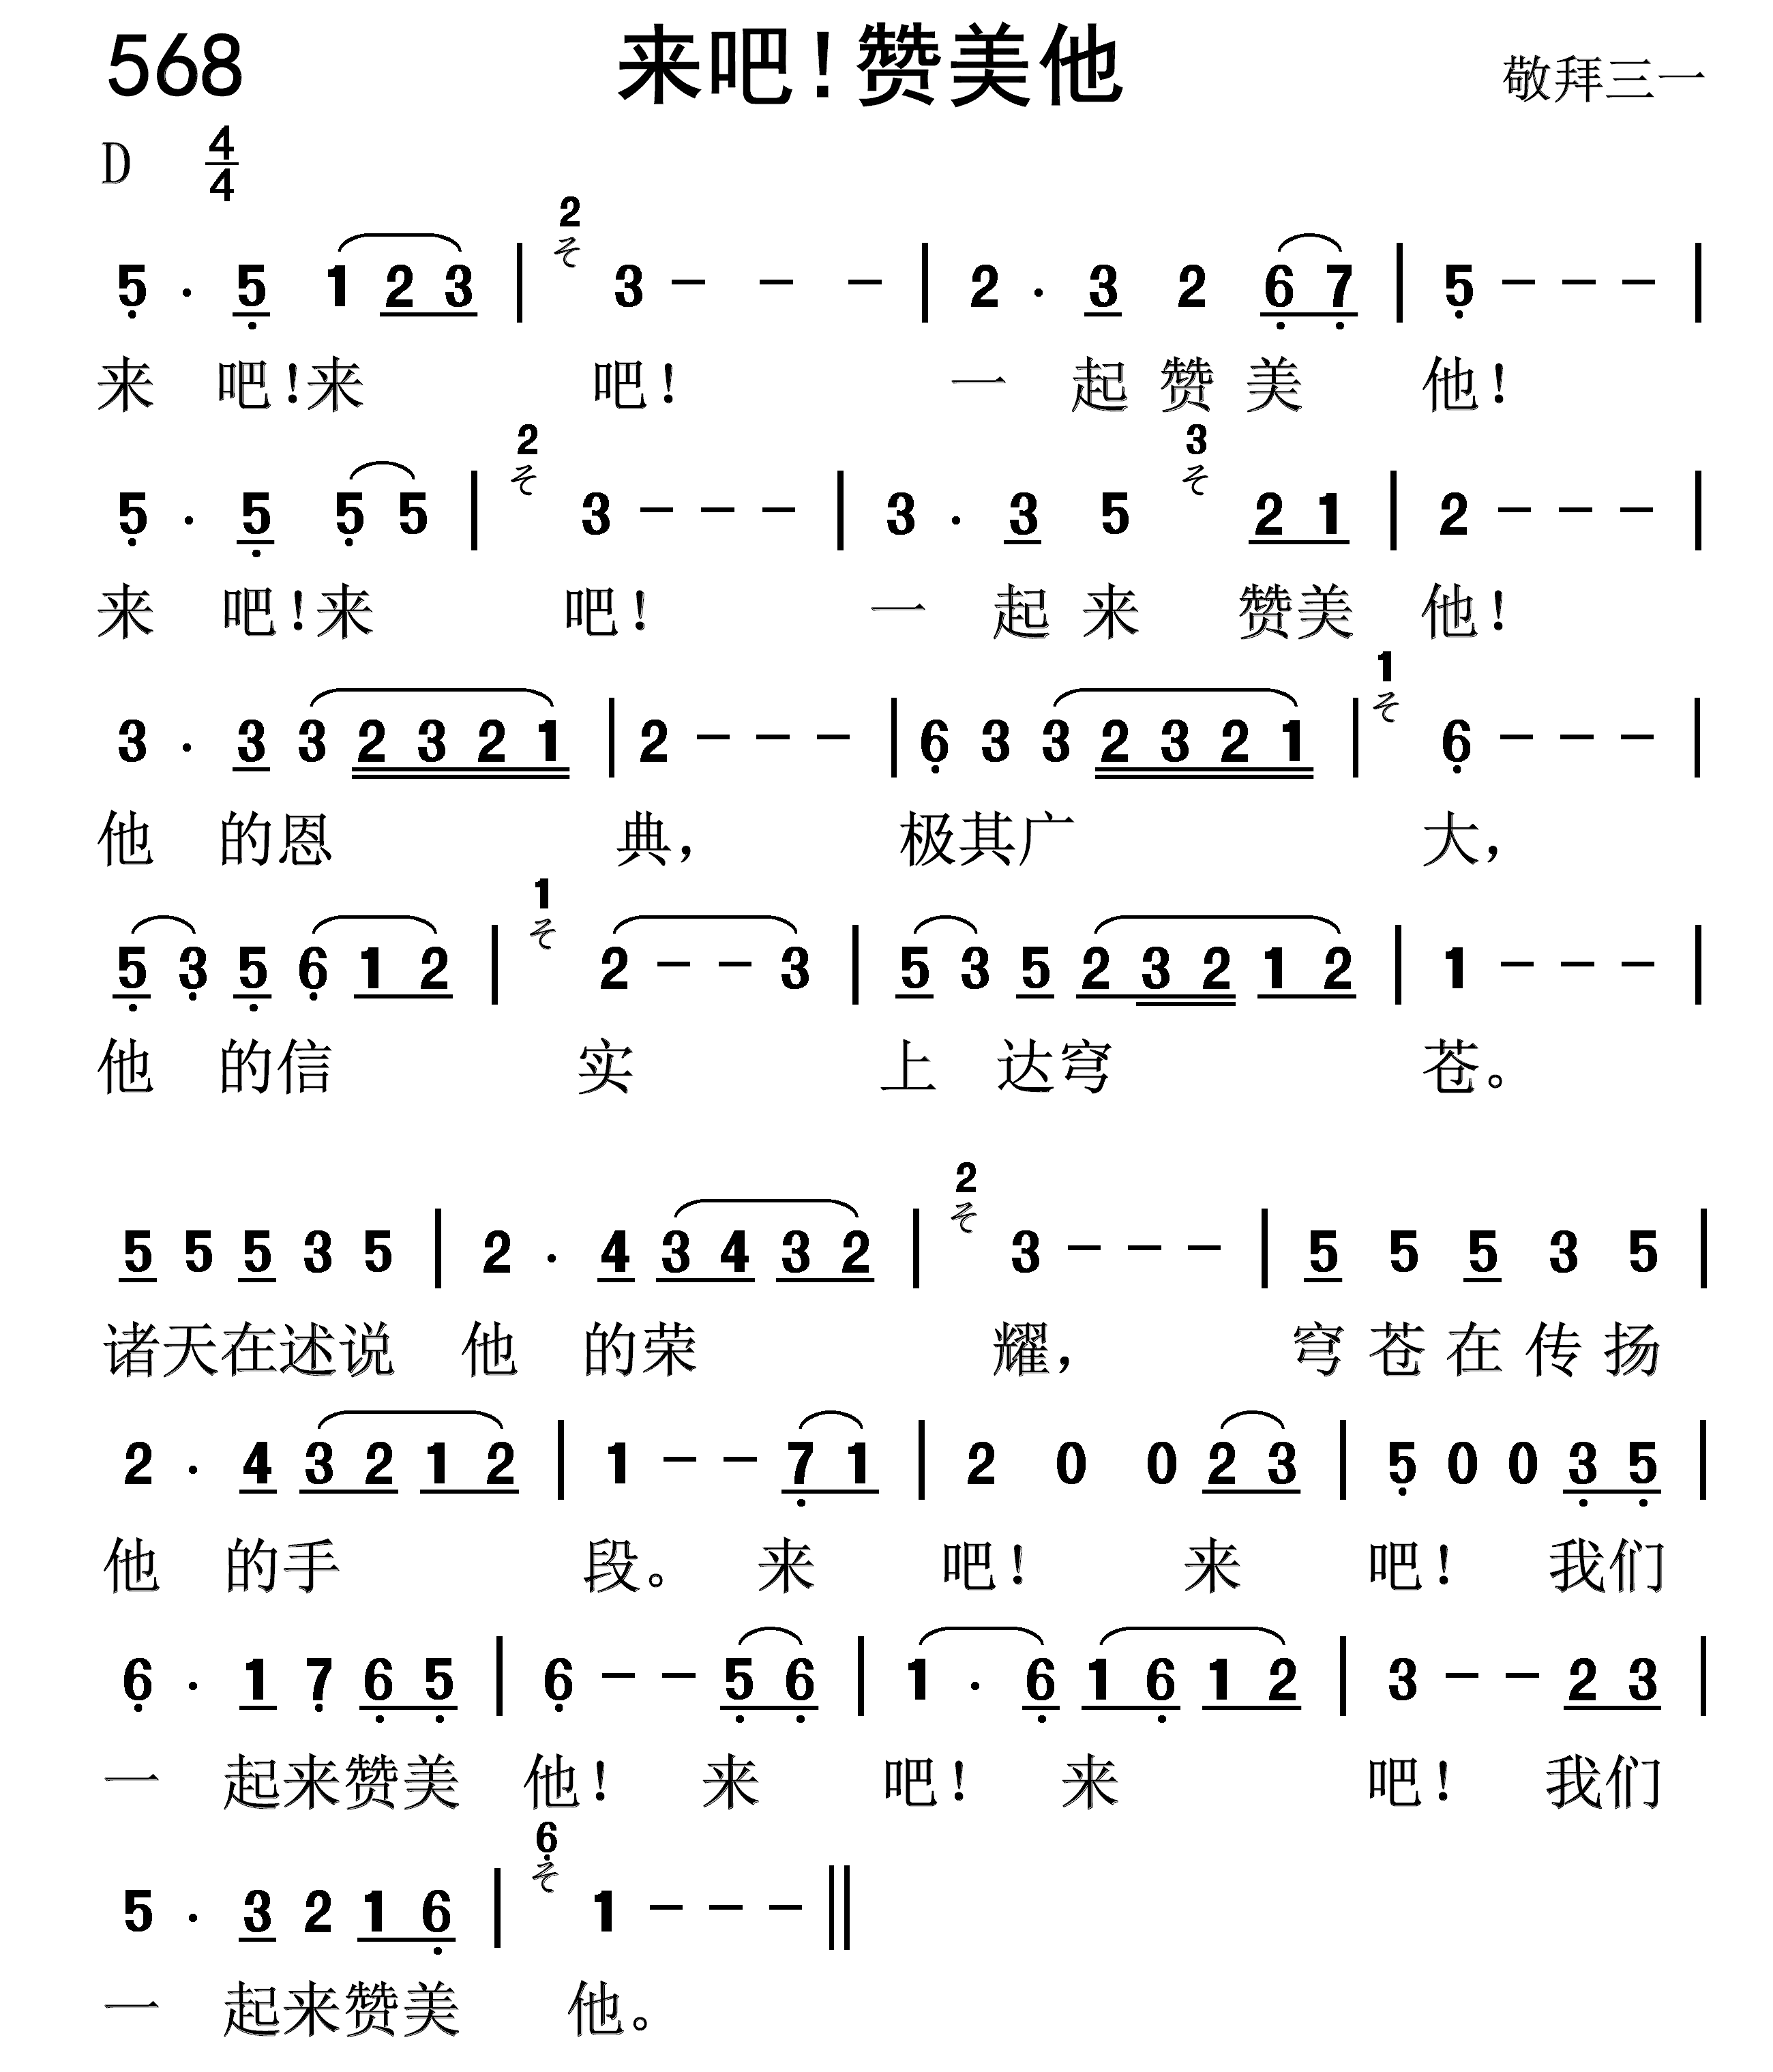 568 来吧！赞美他 敬拜三一
D 4/4
5 . 5 1 2 3 | 2 3 – – – | 2 . 3 2 6 7 | 5 – – – |
来 吧！来 吧！ 一 起 赞 美 他！
5 . 5 5 5 | 2 3 – – – | 3 . 3 5 3 2 1 | 2 – – – |
来 吧！来 吧！ 一 起 来 赞美 他！
3 . 3 3 2 3 2 1 | 2 – – – | 6 3 3 2 3 2 1 | 1 6 – – – |
他 的恩 典， 极其广 大，
5 3 5 6 1 2 | 1 2 – – 3 | 5 3 5 2 3 2 1 2 | 1 – – – |
他 的信 实 上 达穹 苍。
5 5 5 3 5 | 2 . 4 3 4 3 2 | 2 3 – – – | 5 5 5 3 5 |
诸天在述说 他 的荣 耀， 穹 苍 在 传 扬
2 . 4 3 2 1 2 | 1 – – 7 1 | 2 0 0 2 3 | 5 0 0 3 5 |
他 的手 段。 来 吧！ 来 吧！ 我们
6 . 1 7 6 5 | 6 – – 5 6 | 1 . 6 1 6 1 2 | 3 – – 2 3 |
一 起来赞美 他！ 来 吧！ 来 吧！ 我们
5 . 3 2 1 6 | 6 1 – – – ||
一 起来赞美 他。